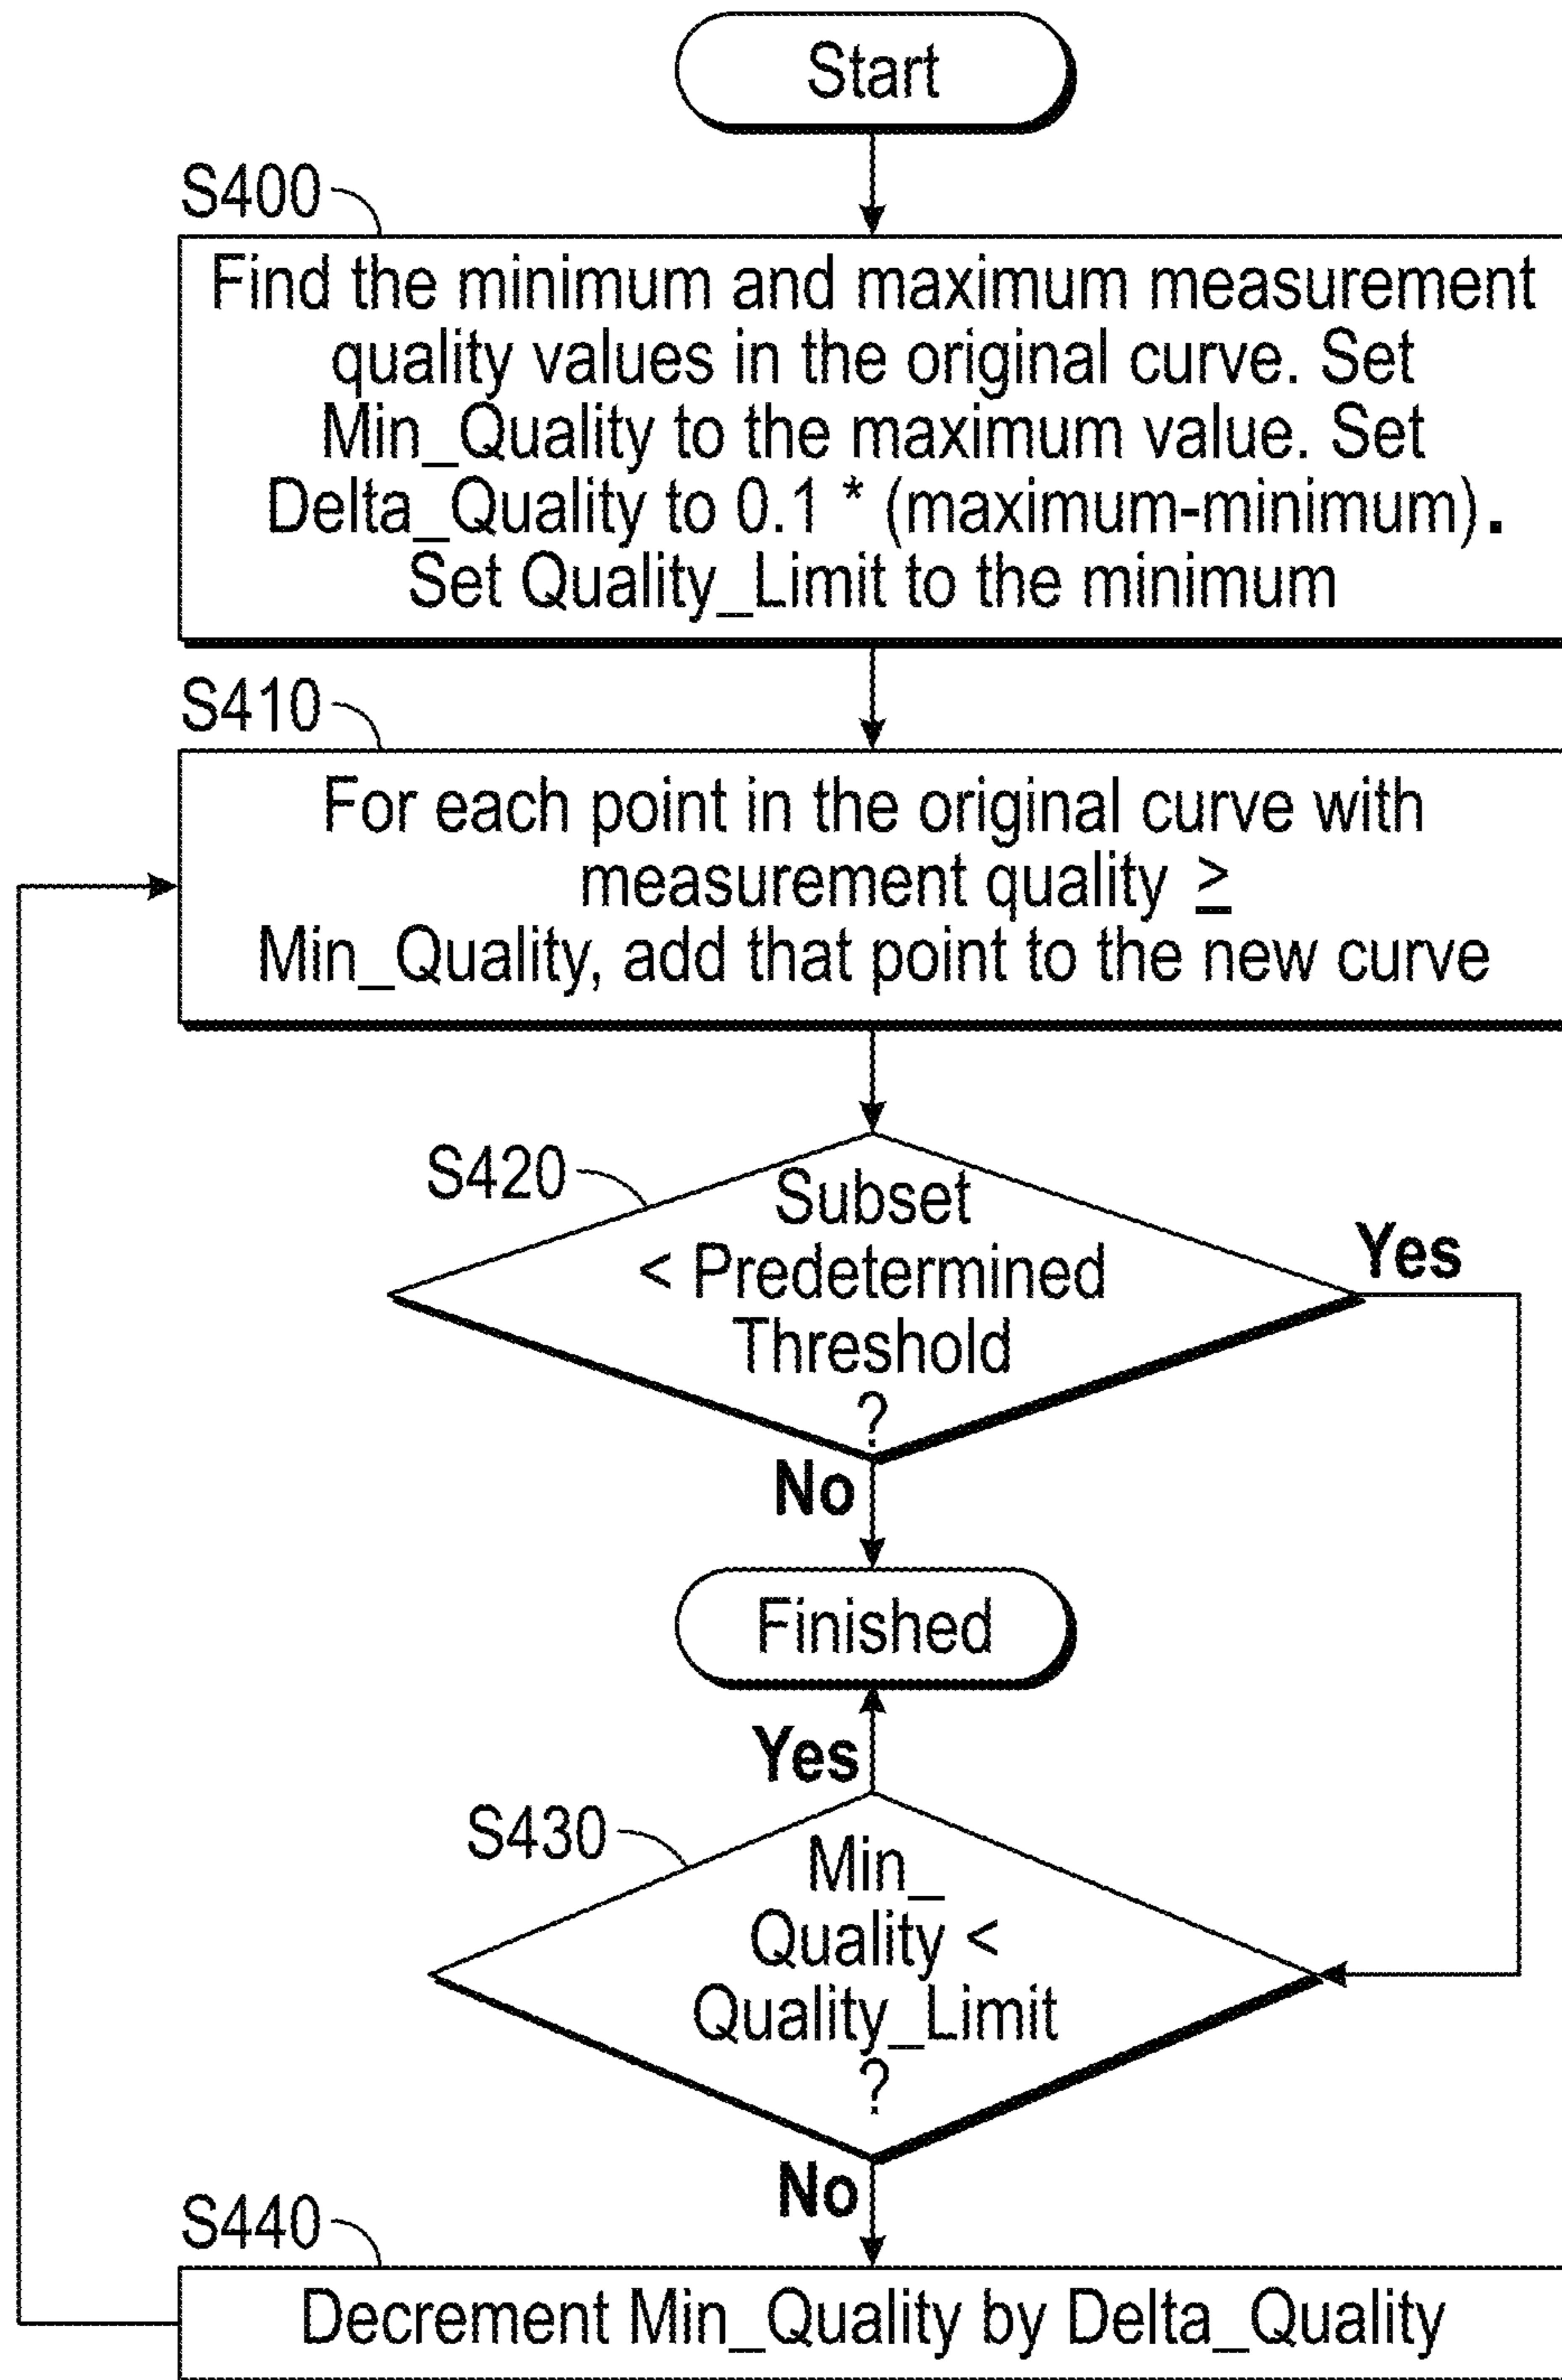 Start
S400
Find the minimum and maximum measurement
quality values in the original curve. Set
Min_Quality to the maximum value. Set
Delta_Quality to 0.1 * (maximum-minimum).
Set Quality_Limit to the minimum
S410
For each point in the original curve with
measurement quality ≥
Min_Quality, add that point to the new curve
S420
Subset
< Predetermined
Threshold
?
Yes
No
Finished
Yes
S430
Min_
Quality <
Quality_Limit
?
No
S440
Decrement Min_Quality by Delta_Quality